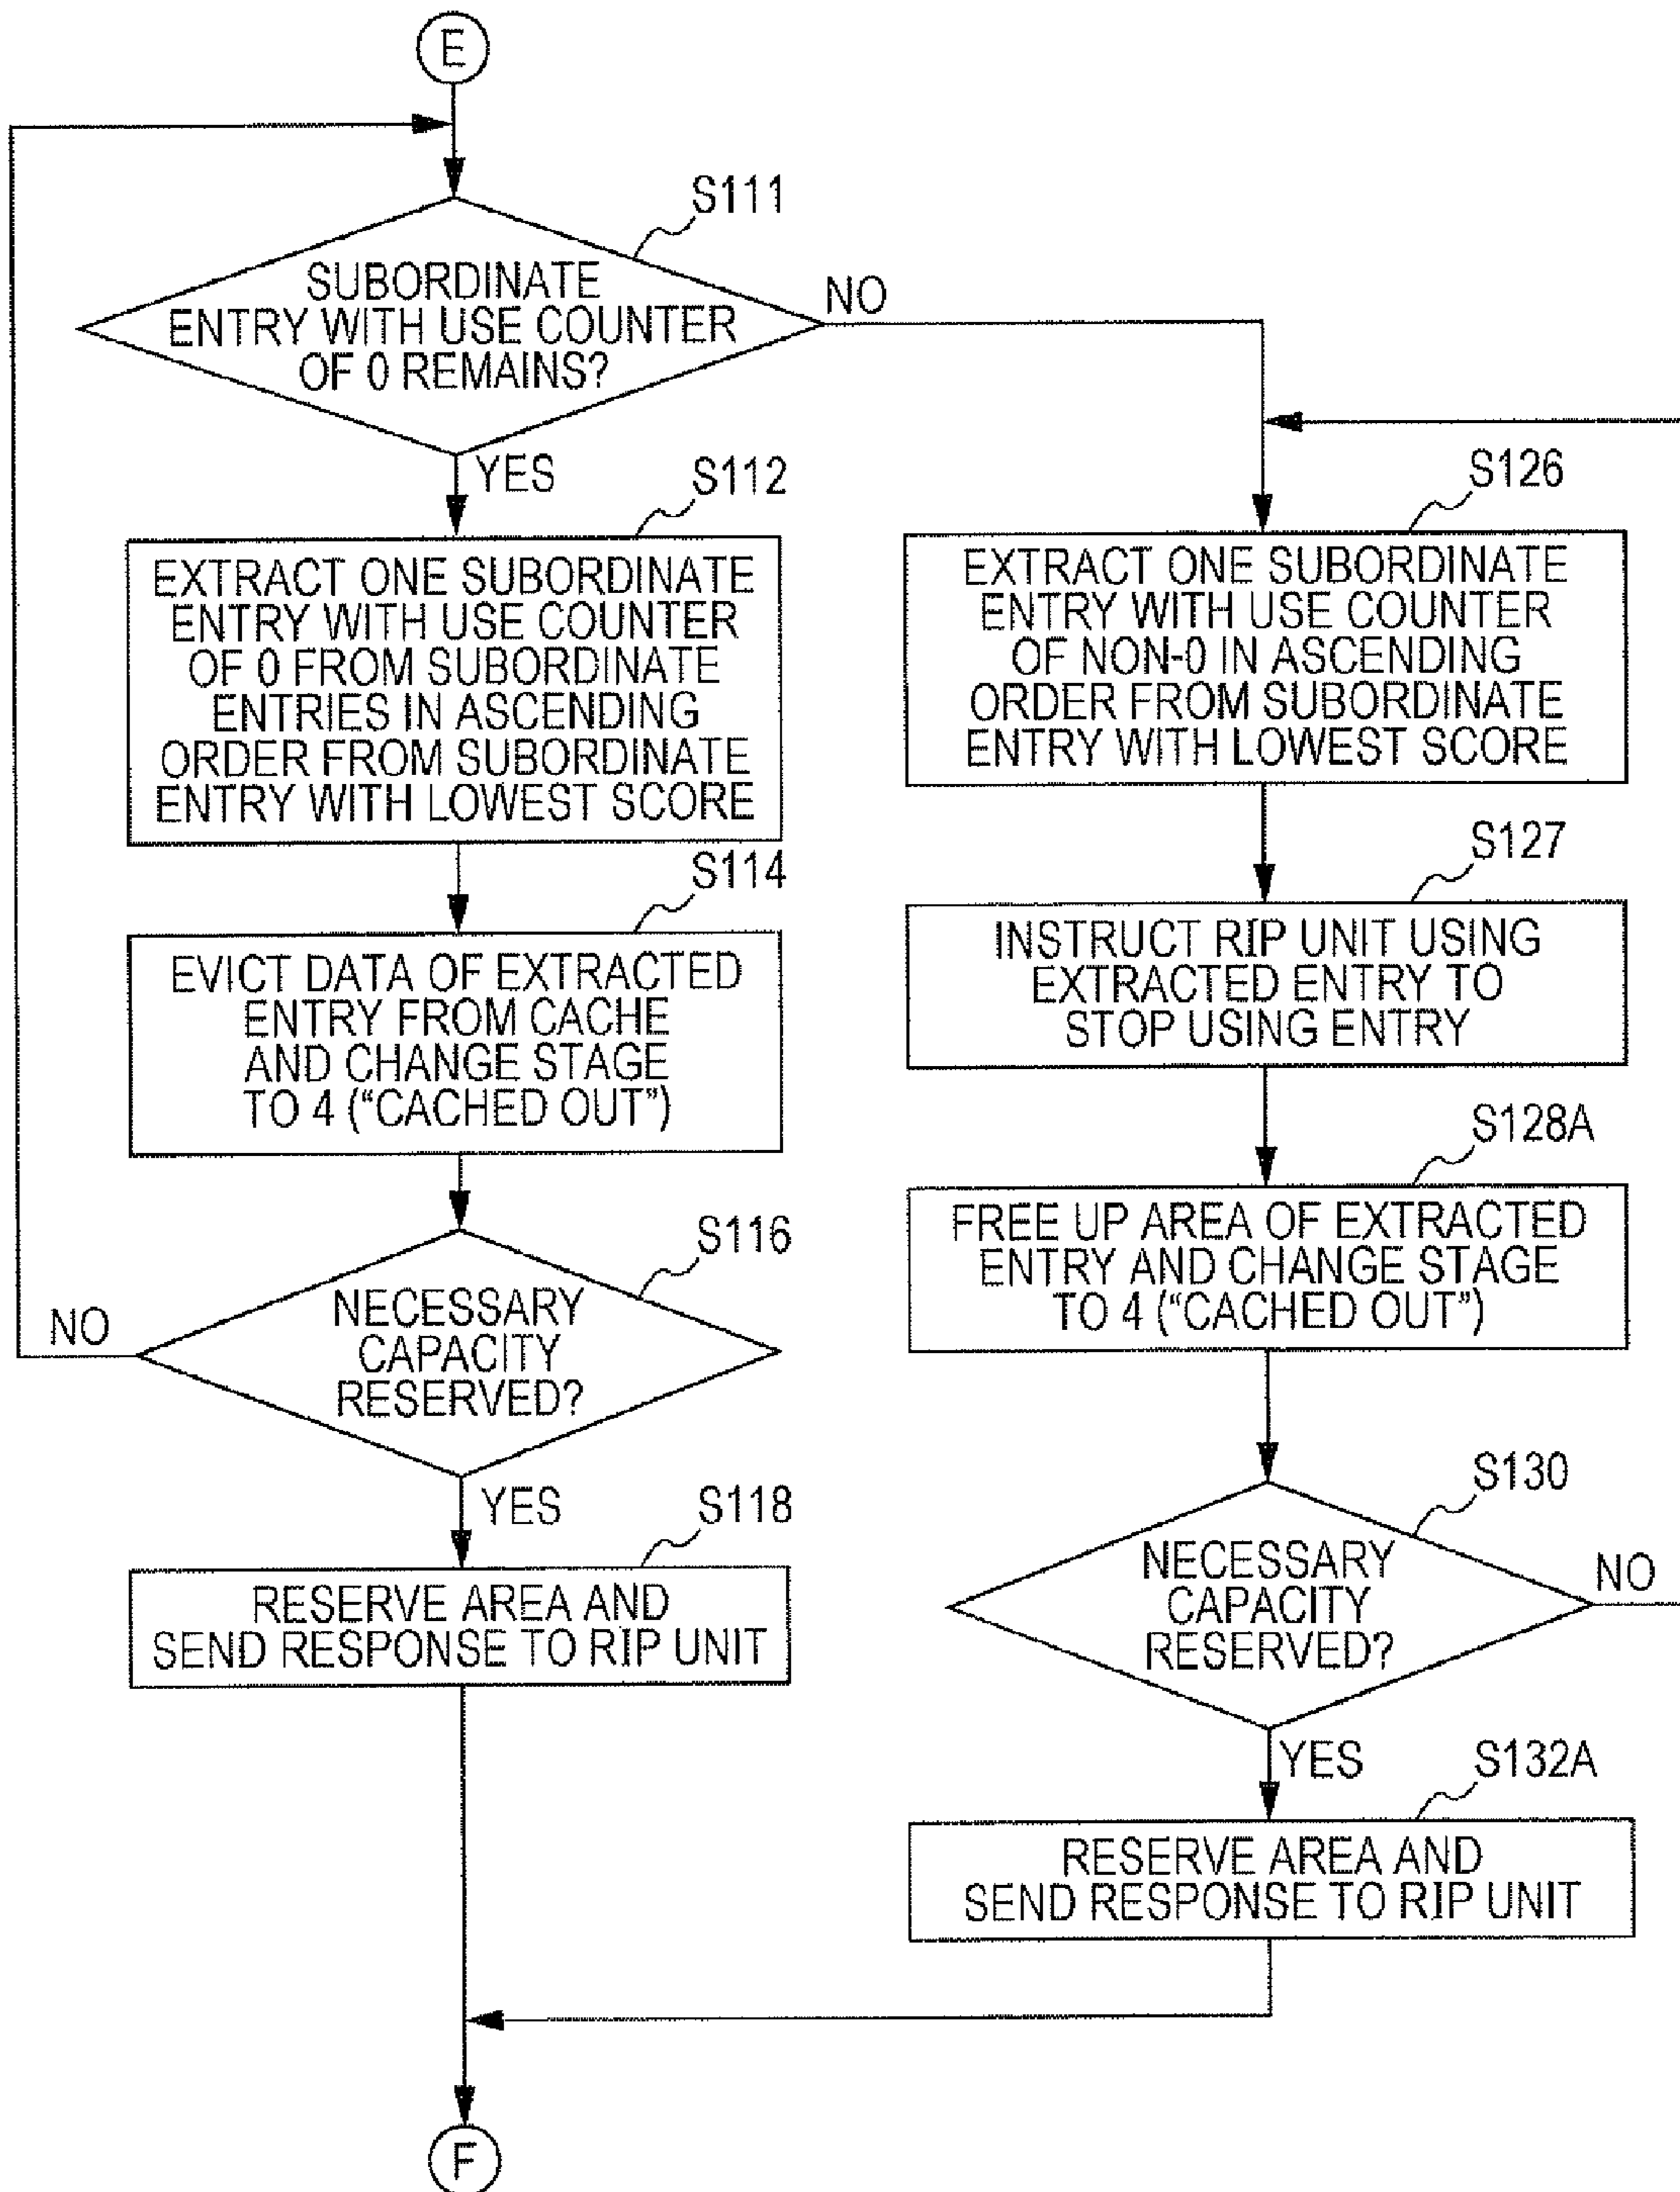 E
S111
SUBORDINATE
ENTRY WITH USE COUNTER
OF 0 REMAINS?
NO
YES
S112
EXTRACT ONE SUBORDINATE
ENTRY WITH USE COUNTER
OF 0 FROM SUBORDINATE
ENTRIES IN ASCENDING
ORDER FROM SUBORDINATE
ENTRY WITH LOWEST SCORE
S114
EVICT DATA OF EXTRACTED
ENTRY FROM CACHE
AND CHANGE STAGE
TO 4 (“CACHED OUT”)
S116
NECESSARY
CAPACITY
RESERVED?
NO
YES
S118
RESERVE AREA AND
SEND RESPONSE TO RIP UNIT
S126
EXTRACT ONE SUBORDINATE
ENTRY WITH USE COUNTER
OF NON-0 IN ASCENDING
ORDER FROM SUBORDINATE
ENTRY WITH LOWEST SCORE
S127
INSTRUCT RIP UNIT USING
EXTRACTED ENTRY TO
STOP USING ENTRY
S128A
FREE UP AREA OF EXTRACTED
ENTRY AND CHANGE STAGE
TO 4 (“CACHED OUT”)
S130
NECESSARY
CAPACITY
RESERVED?
NO
YES
S132A
RESERVE AREA AND
SEND RESPONSE TO RIP UNIT
F